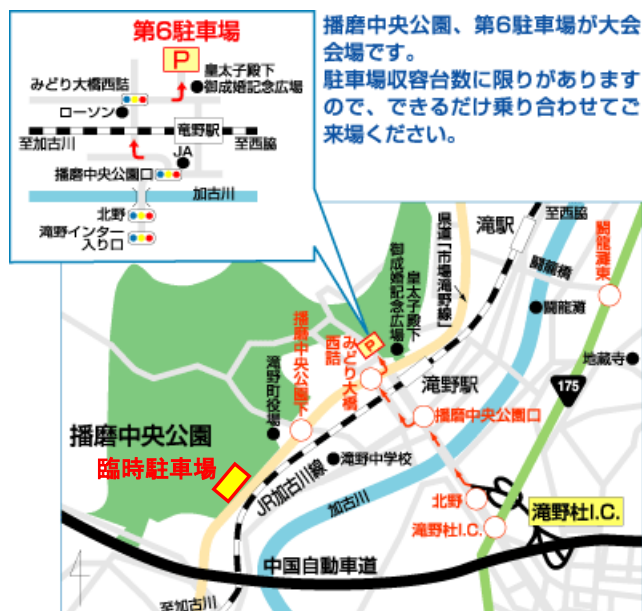 播磨中央公園、第6駐車場が大会
会場です。
駐車場収容台数に限りがあります
ので、できるだけ乗り合わせてご
来場ください。
第6駐車場
P
みどり大橋西詰
皇太子殿下
御成婚記念広場
ローソン
竜野駅
至加古川
至西脇
JA
播磨中央公園口
加古川
北野
滝野インター
入り口
至西脇
滝駅
闘龍灘東
闘龍橋
県道「市場滝野線」
皇太子殿下
御成婚記念広場
闘龍灘
P
みどり大橋
西詰
地蔵寺
滝野駅
175
播磨中央公園下
滝野町役場
播磨中央公園口
播磨中央公園
臨時駐車場
滝野中学校
JR加古川線
加古川
北野
滝野社I.C.
滝野社I.C.
中国自動車道
至加古川